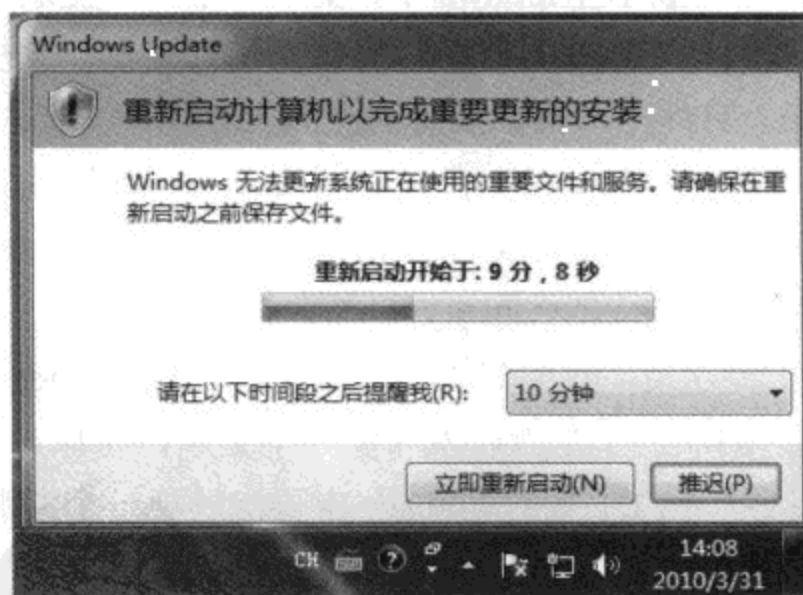 Windows Update
重新启动计算机以完成重要更新的安装
Windows 无法更新系统正在使用的重要文件和服务。请确保在重
新启动之前保存文件。
重新启动开始于: 9 分 , 8 秒
请在以下时间段之后提醒我(R):
10 分钟
立即重新启动(N)
推迟(P)
CH
14:08
2010/3/31